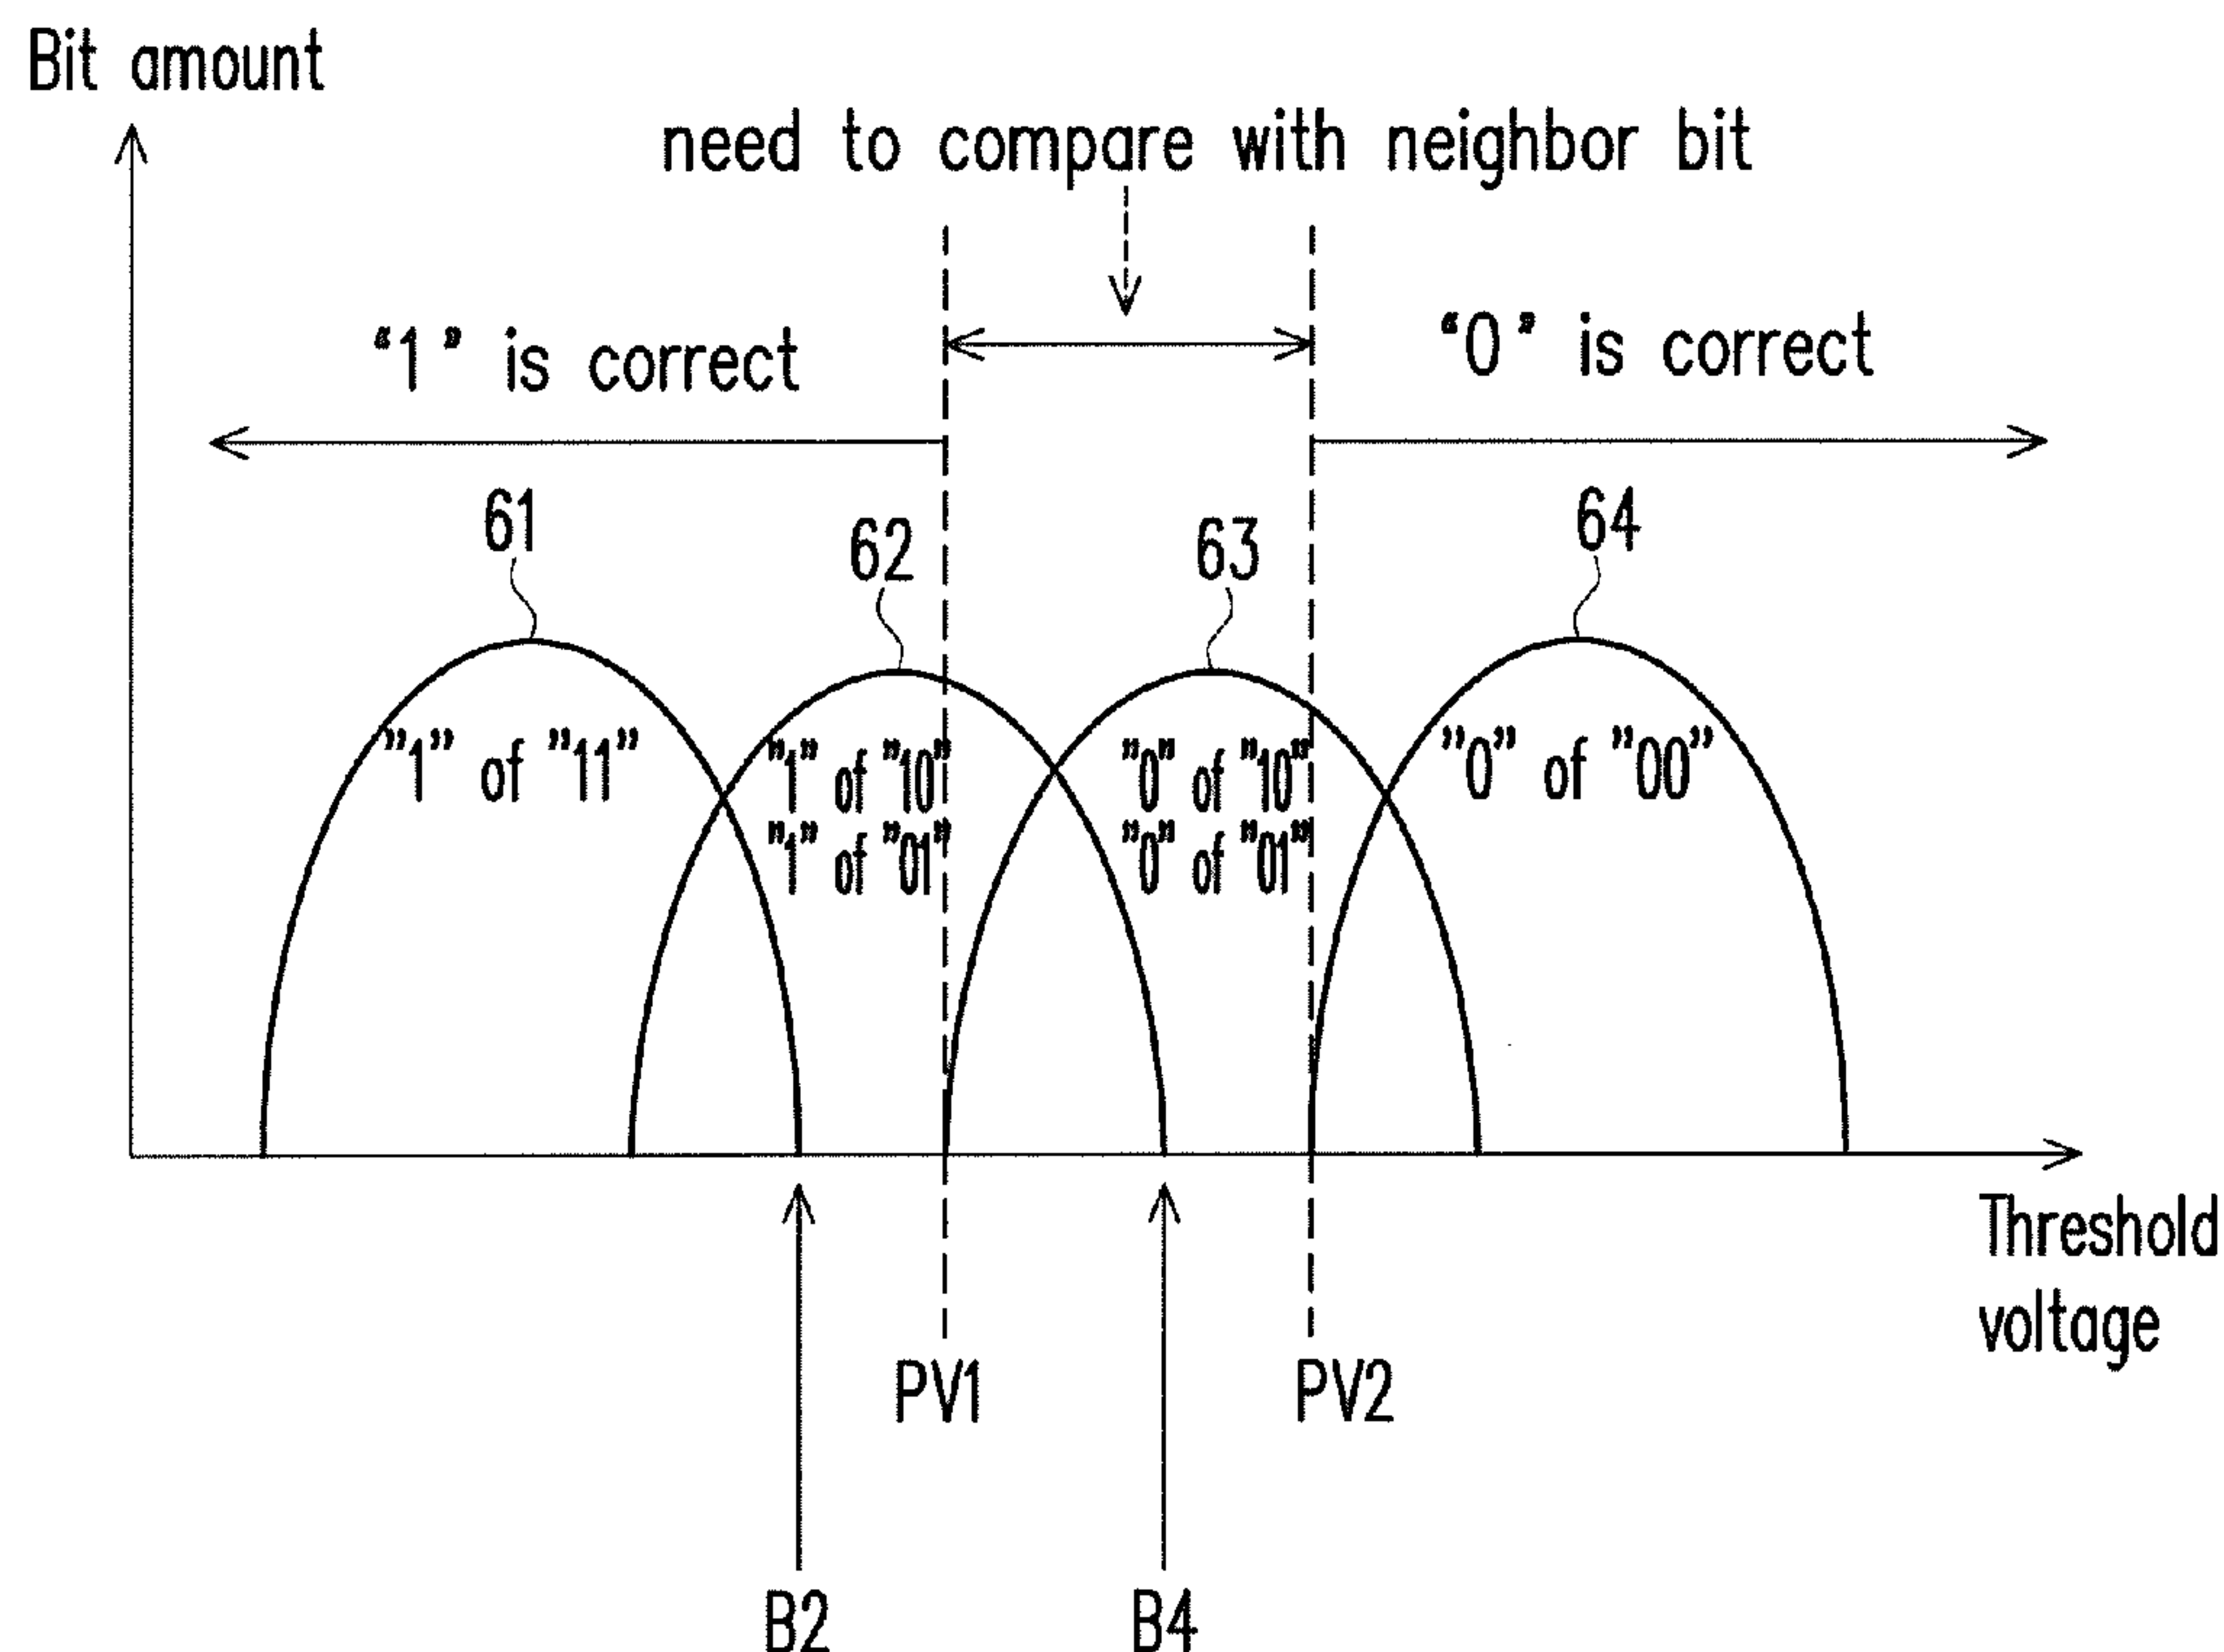 Bit amount
need to compare with neighbor bit
“1” is correct
“0” is correct
61
62
63
64
”1” of ”11”
”1” of ”10”
”1” of ”01”
”0” of ”10”
”0” of ”01”
”0” of ”00”
Threshold
voltage
PV1
PV2
B2
B4